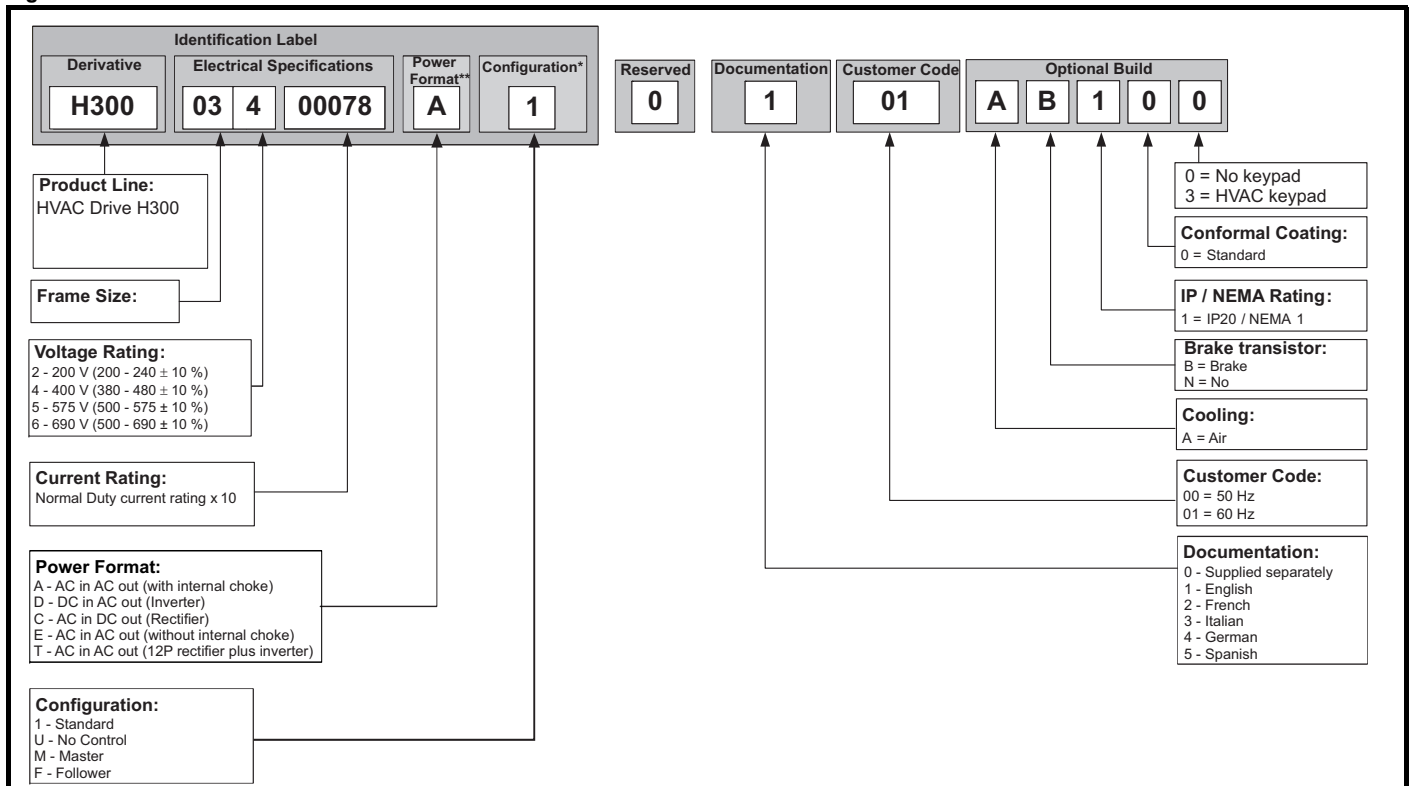 Identification Label
Derivative
Electrical Specifications
Power Format**
Configuration*
Reserved
Documentation
Customer Code
Optional Build
H300
03
4
00078
A
1
0
1
01
A
B
1
0
0
Product Line:
HVAC Drive H300
Frame Size:
Voltage Rating:
2 - 200 V (200 - 240 ± 10 %)
4 - 400 V (380 - 480 ± 10 %)
5 - 575 V (500 - 575 ± 10 %)
6 - 690 V (500 - 690 ± 10 %)
Current Rating:
Normal Duty current rating x 10
Power Format:
A - AC in AC out (with internal choke)
D - DC in AC out (Inverter)
C - AC in DC out (Rectifier)
E - AC in AC out (without internal choke)
T - AC in AC out (12P rectifier plus inverter)
Configuration:
1 - Standard
U - No Control
M - Master
F - Follower
0 = No keypad
3 = HVAC keypad
Conformal Coating:
0 = Standard
IP / NEMA Rating:
1 = IP20 / NEMA 1
Brake transistor:
B = Brake
N = No
Cooling:
A = Air
Customer Code:
00 = 50 Hz
01 = 60 Hz
Documentation:
0 - Supplied separately
1 - English
2 - French
3 - Italian
4 - German
5 - Spanish